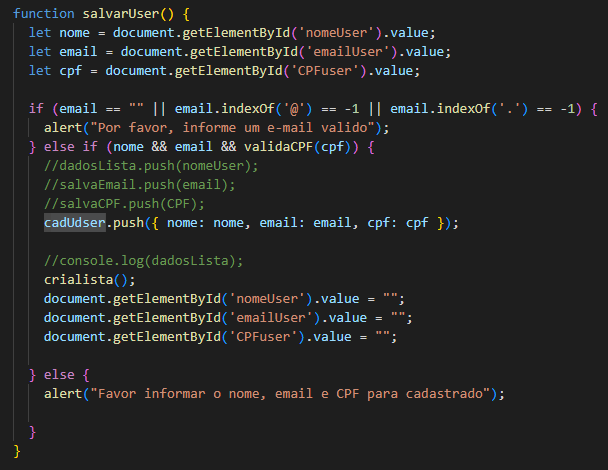 function salvarUser() {
let nome = document.getElementById('nomeUser').value;
let email = document.getElementById('emailUser').value;
let cpf = document.getElementById('CPFuser').value;
if (email == "" || email.indexOf('@') == -1 || email.indexOf('.') == -1) {
alert("Por favor, informe um e-mail valido");
} else if (nome && email && validaCPF(cpf)) {
//dadosLista.push(nomeUser);
//salvaEmail.push(email);
//salvaCPF.push(CPF);
cadUdser.push({ nome: nome, email: email, cpf: cpf });
//console.log(dadosLista);
crialista();
document.getElementById('nomeUser').value = "";
document.getElementById('emailUser').value = "";
document.getElementById('CPFuser').value = "";
} else {
alert("Favor informar o nome, email e CPF para cadastrado");
}
}